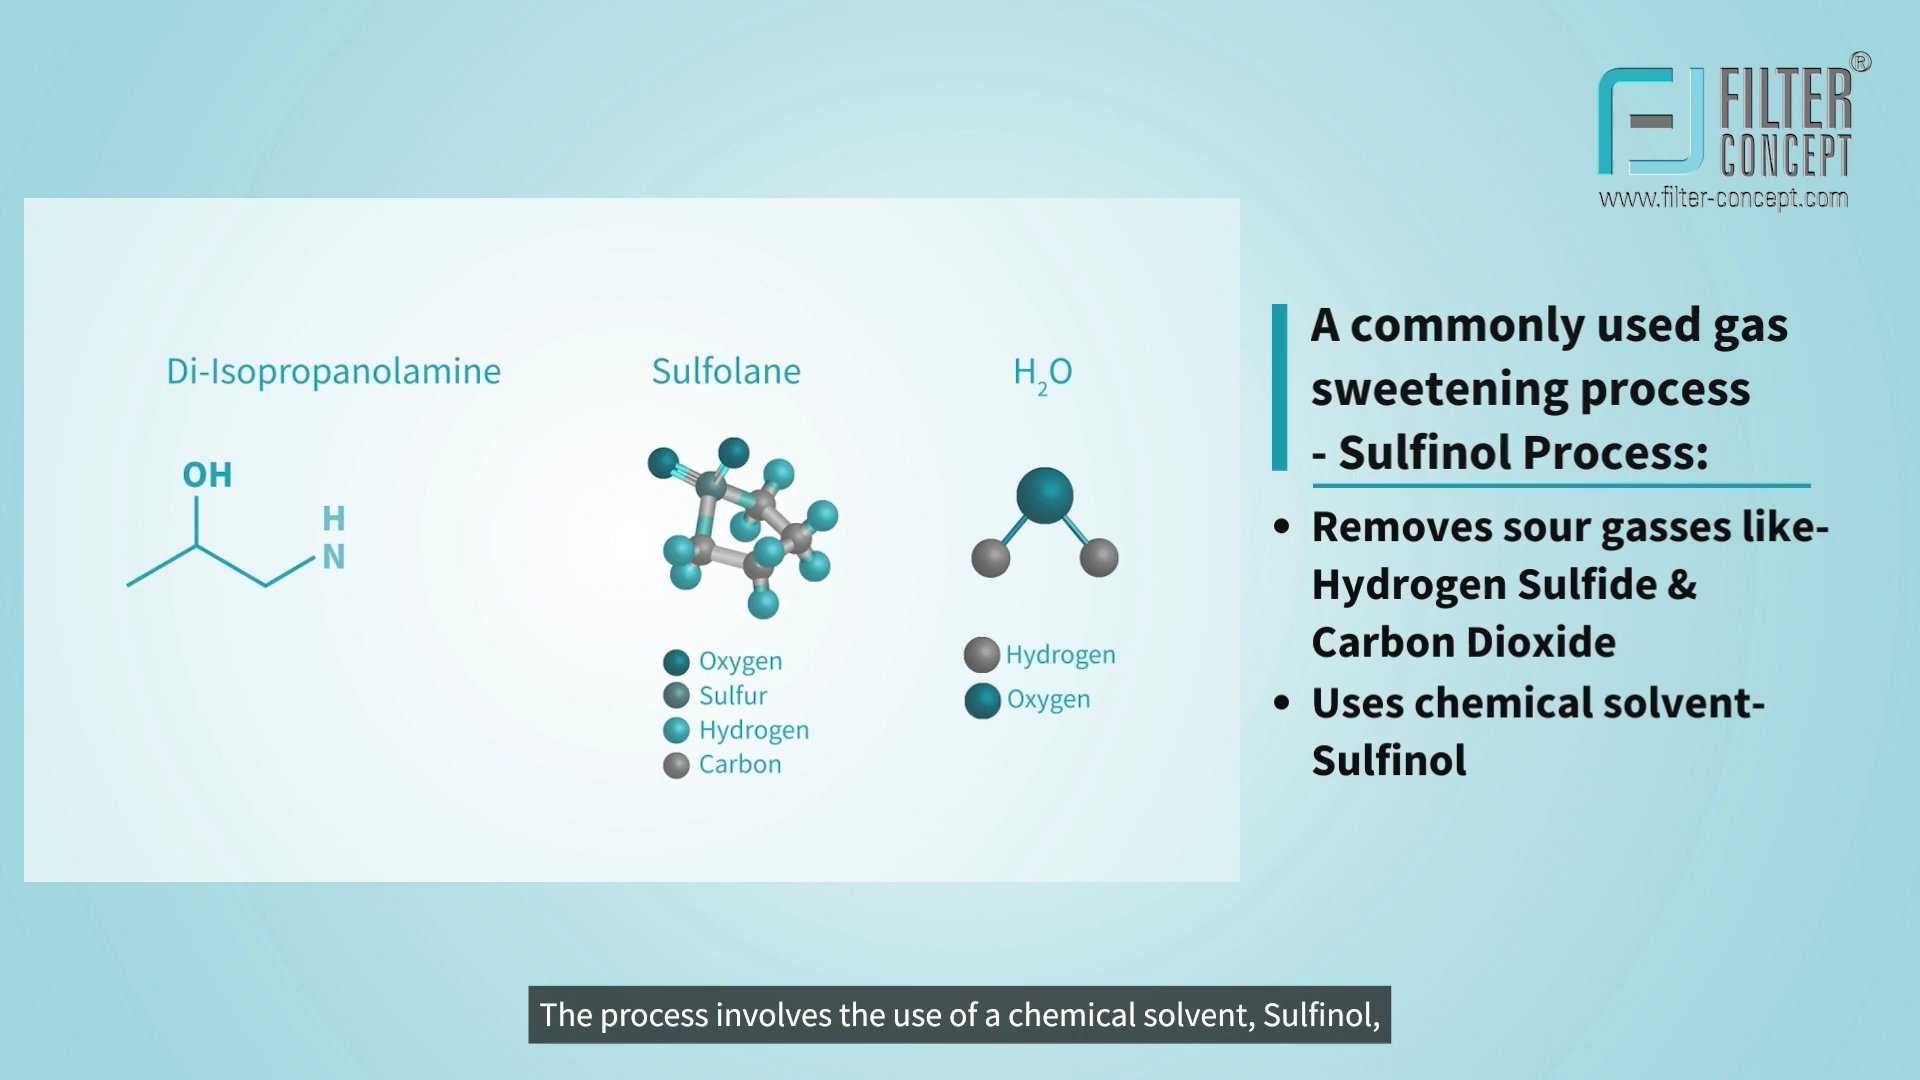 FILTER
CONCEPT
®
www.filter-concept.com
Di-Isopropanolamine
OH
H
N
Sulfolane
Oxygen
Sulfur
Hydrogen
Carbon
H₂O
Hydrogen
Oxygen
A commonly used gas
sweetening process
- Sulfinol Process:
• Removes sour gasses like-
Hydrogen Sulfide &
Carbon Dioxide
• Uses chemical solvent-
Sulfinol
The process involves the use of a chemical solvent, Sulfinol,